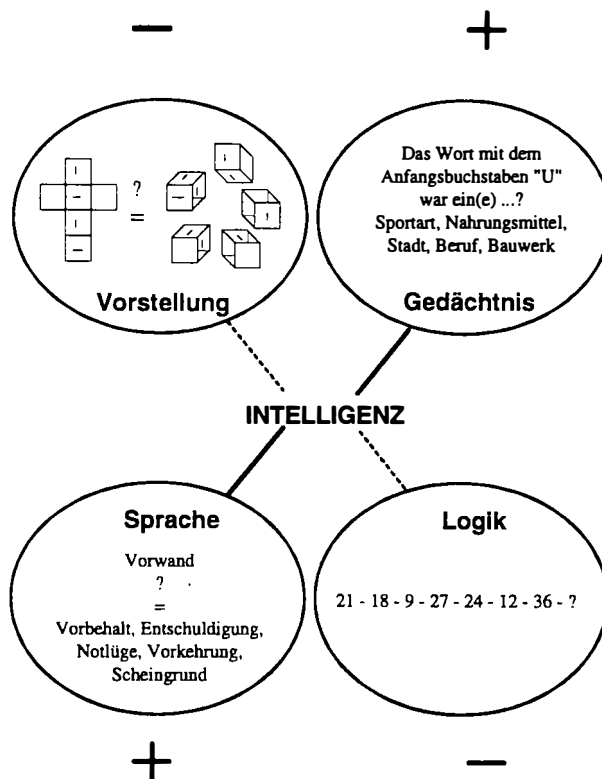 − +
?
=
Vorstellung
Das Wort mit dem
Anfangsbuchstaben "U"
war ein(e) ...?
Sportart, Nahrungsmittel,
Stadt, Beruf, Bauwerk
Gedächtnis
INTELLIGENZ
Sprache
Vorwand
?
=
Vorbehalt, Entschuldigung,
Notlüge, Vorkehrung,
Scheingrund
Logik
21 - 18 - 9 - 27 - 24 - 12 - 36 - ?
+ −